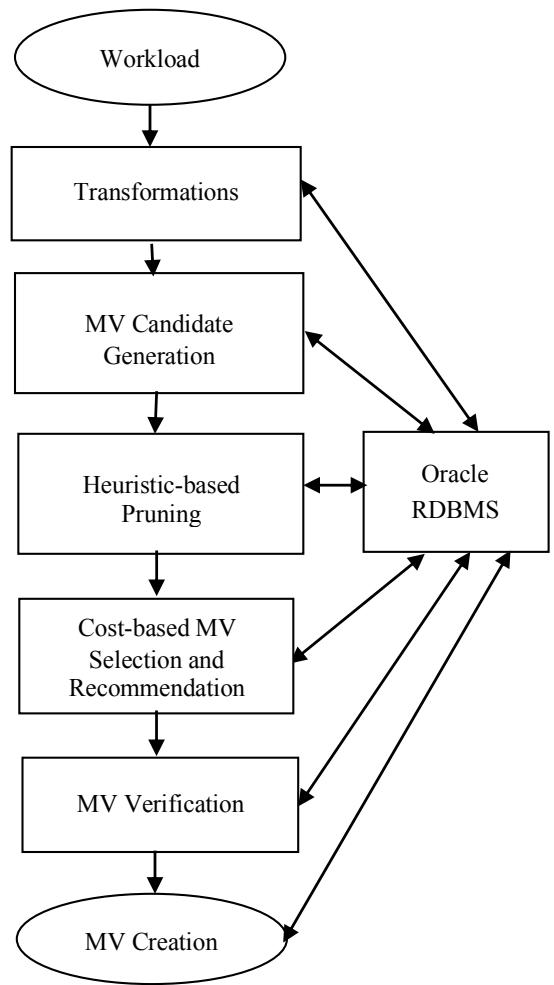 Workload
Transformations
MV Candidate
Generation
Heuristic-based
Pruning
Oracle
RDBMS
Cost-based MV
Selection and
Recommendation
MV Verification
MV Creation